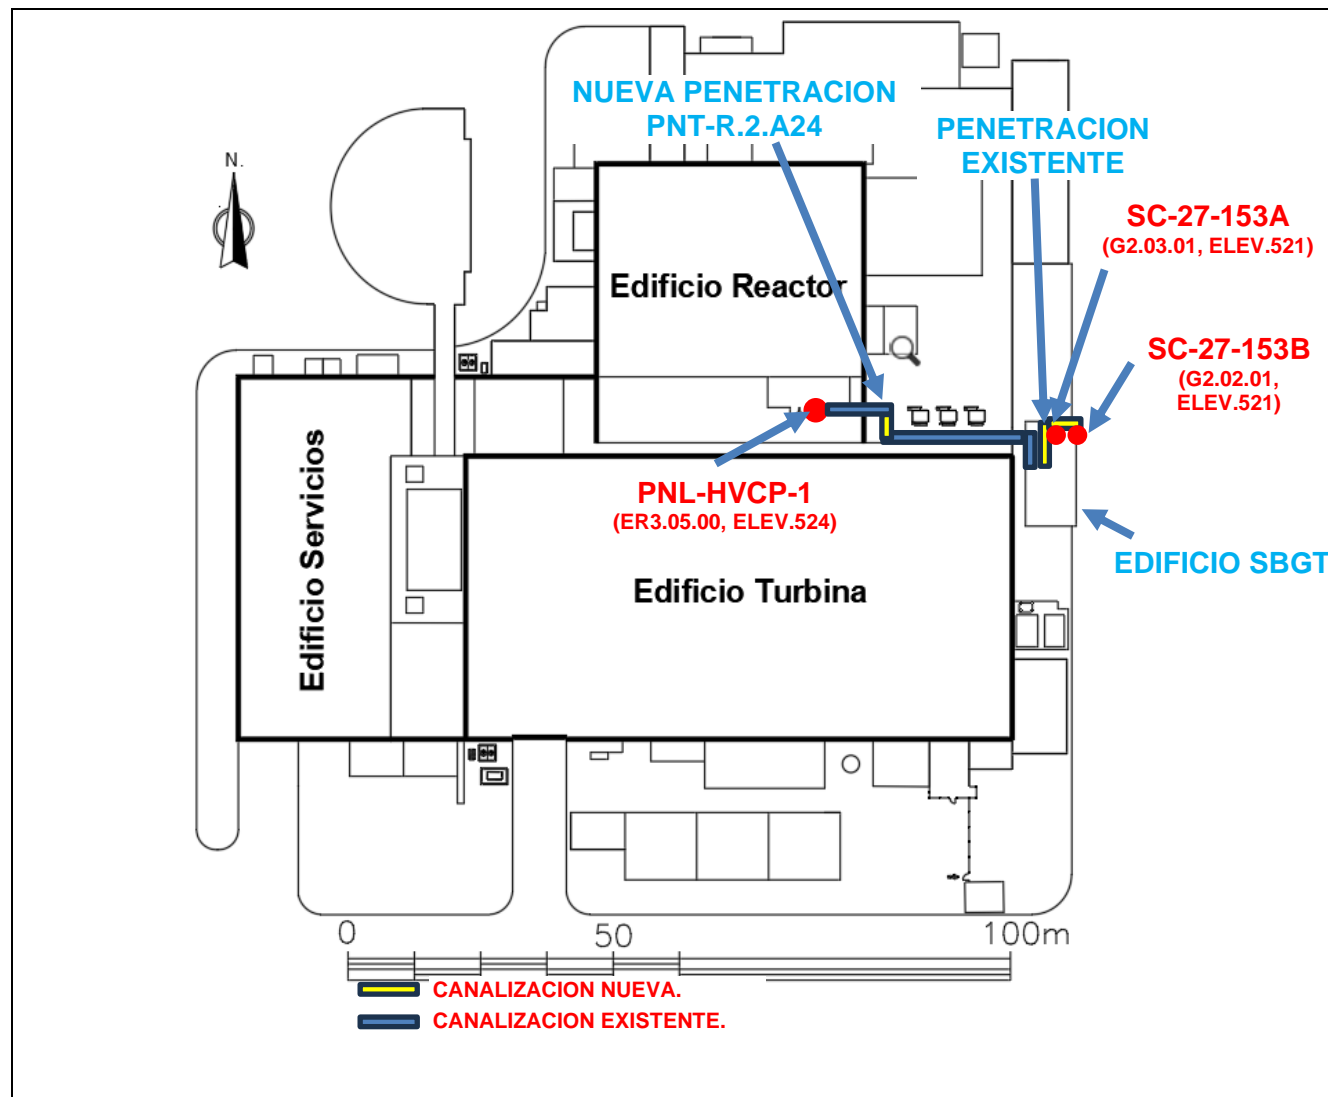 NUEVA PENETRACION
PNT-R.2.A24
PENETRACION
EXISTENTE
N.
SC-27-153A
(G2.03.01, ELEV.521)
Edificio Reactor
SC-27-153B
(G2.02.01,
ELEV.521)
PNL-HVCP-1
(ER3.05.00, ELEV.524)
Edificio Servicios
EDIFICIO SBGT
Edificio Turbina
0
50
100m
CANALIZACION NUEVA.
CANALIZACION EXISTENTE.